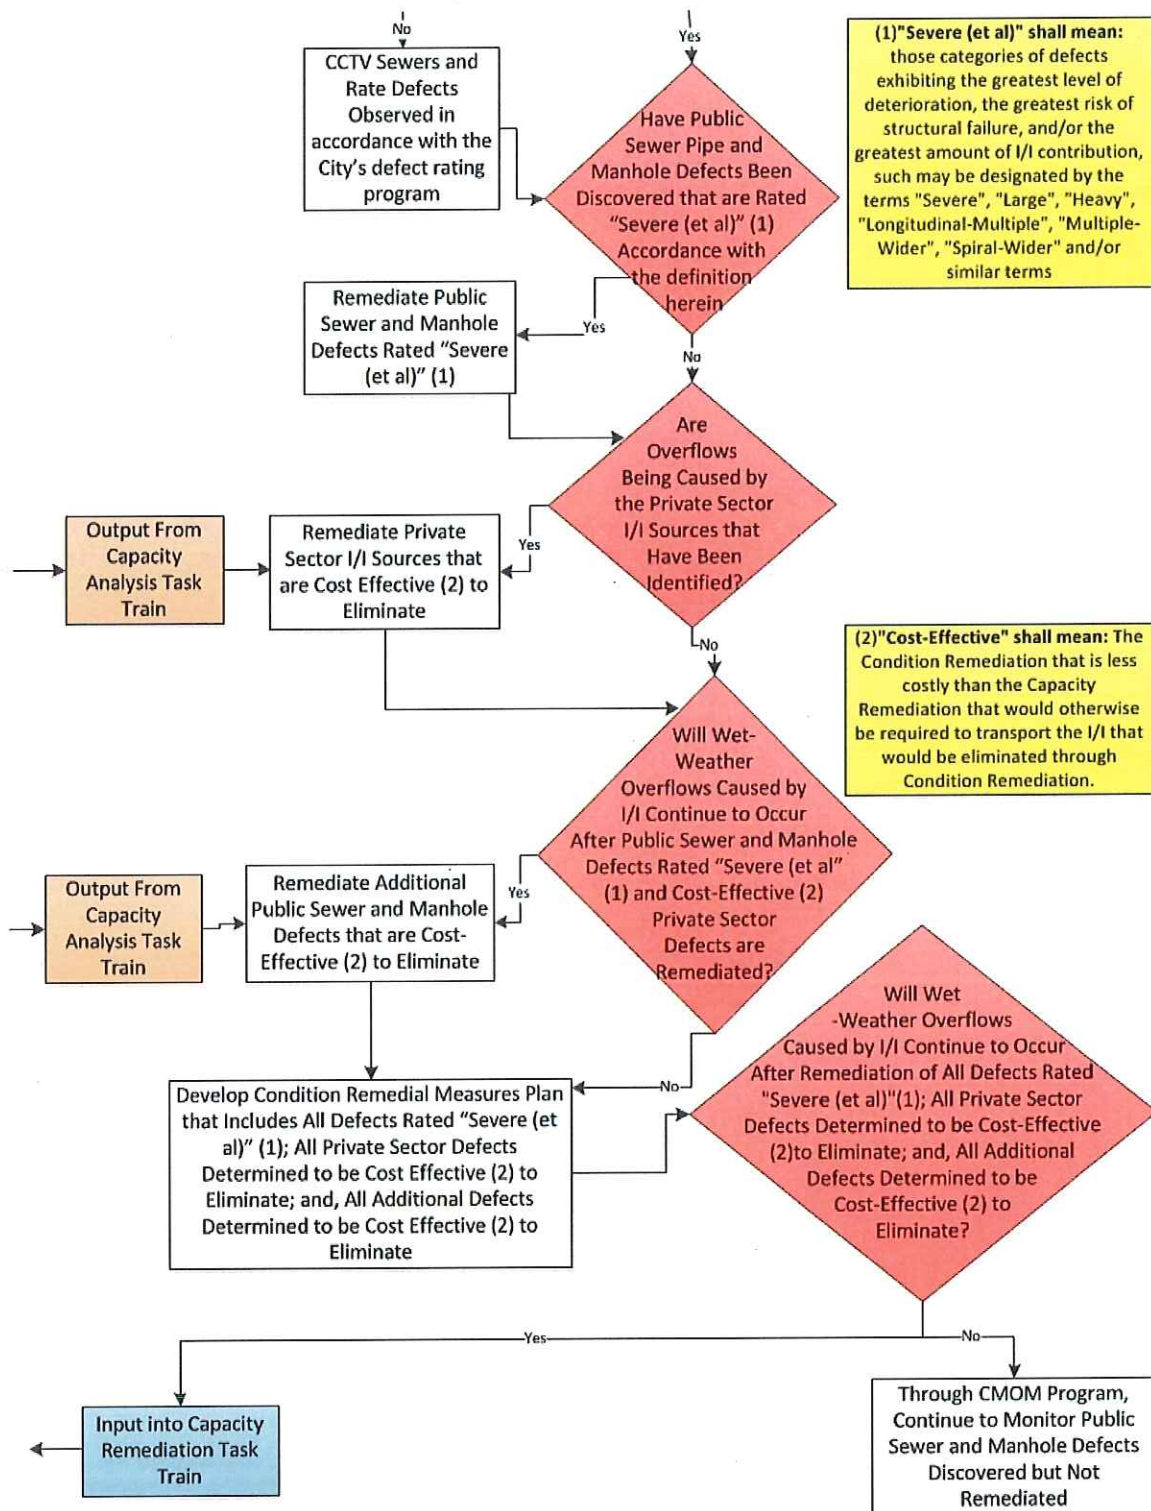 No
Yes
CCTV Sewers and
Rate Defects
Observed in
accordance with the
City's defect rating
program
Have Public
Sewer Pipe and
Manhole Defects Been
Discovered that are Rated
"Severe (et al)" (1)
Accordance with
the definition
herein
(1)"Severe (et al)" shall mean:
those categories of defects
exhibiting the greatest level of
deterioration, the greatest risk of
structural failure, and/or the
greatest amount of I/I contribution,
such may be designated by the
terms "Severe", "Large", "Heavy",
"Longitudinal-Multiple", "Multiple-
Wider", "Spiral-Wider" and/or
similar terms
Yes
Remediate Public
Sewer and Manhole
Defects Rated "Severe
(et al)" (1)
No
Are
Overflows
Being Caused by
the Private Sector
I/I Sources that
Have Been
Identified?
Yes
Output From
Capacity
Analysis Task
Train
Remediate Private
Sector I/I Sources that
are Cost Effective (2) to
Eliminate
No
(2)"Cost-Effective" shall mean: The
Condition Remediation that is less
costly than the Capacity
Remediation that would otherwise
be required to transport the I/I that
would be eliminated through
Condition Remediation.
Will Wet-
Weather
Overflows Caused by
I/I Continue to Occur
After Public Sewer and Manhole
Defects Rated "Severe (et al"
(1) and Cost-Effective (2)
Private Sector
Defects are
Remediated?
Yes
Output From
Capacity
Analysis Task
Train
Remediate Additional
Public Sewer and Manhole
Defects that are Cost-
Effective (2) to Eliminate
No
Develop Condition Remedial Measures Plan
that Includes All Defects Rated "Severe (et
al)" (1); All Private Sector Defects
Determined to be Cost Effective (2) to
Eliminate; and, All Additional Defects
Determined to be Cost Effective (2) to
Eliminate
Will Wet
-Weather Overflows
Caused by I/I Continue to Occur
After Remediation of All Defects Rated
"Severe (et al)"(1); All Private Sector
Defects Determined to be Cost-Effective
(2)to Eliminate; and, All Additional
Defects Determined to be
Cost-Effective (2) to
Eliminate?
Yes
No
Input into Capacity
Remediation Task
Train
Through CMOM Program,
Continue to Monitor Public
Sewer and Manhole Defects
Discovered but Not
Remediated